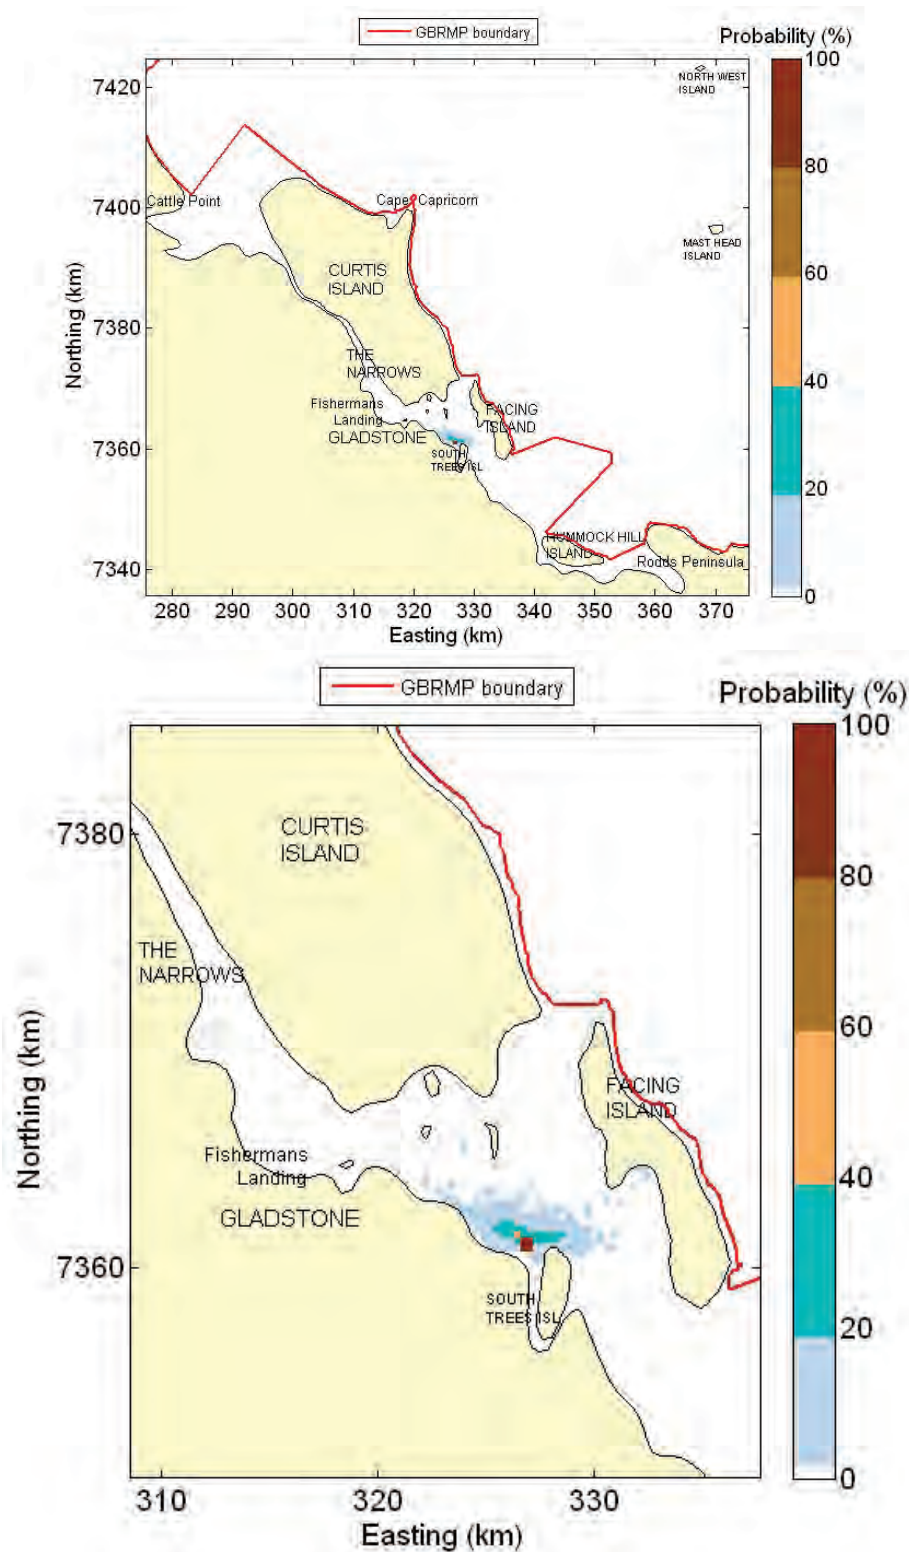 GBRMP boundary
Probability (%)
100
7420
NORTH WEST
ISLAND
80
7400
Cattle Point
Cape Capricorn
MAST HEAD
ISLAND
60
Northing (km)
CURTIS
ISLAND
7380
THE
NARROWS
40
Fishermans
Landing
FACING
ISLAND
GLADSTONE
7360
SOUTH
TREES ISL
20
HUMMOCK HILL
ISLAND
Rodds Peninsula
7340
0
280 290 300 310 320 330 340 350 360 370
Easting (km)
GBRMP boundary
Probability (%)
100
CURTIS
ISLAND
7380
80
THE
NARROWS
60
Northing (km)
FACING
ISLAND
Fishermans
Landing
40
GLADSTONE
7360
SOUTH
TREES ISL
20
0
310 320 330
Easting (km)